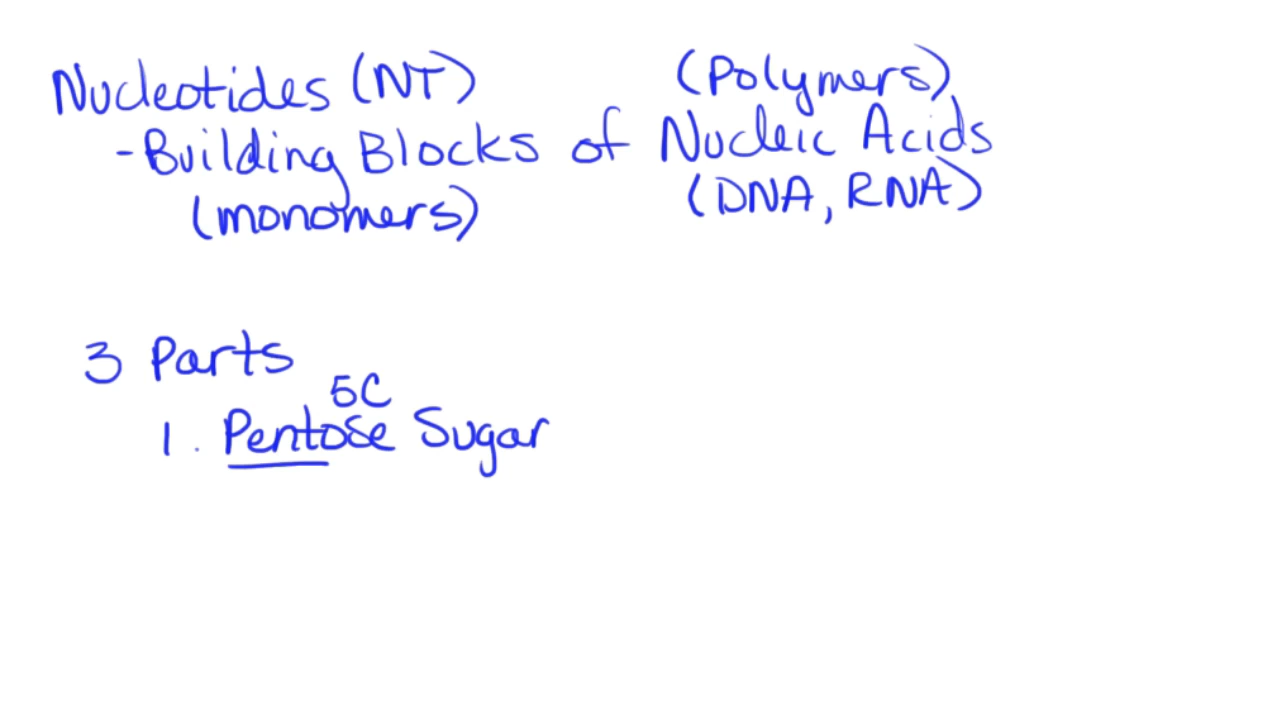 Nucleotides (NT)
(Polymers)
-Building Blocks of Nucleic Acids
(monomers)
(DNA, RNA)
3 Parts
5C
1. Pentose Sugar